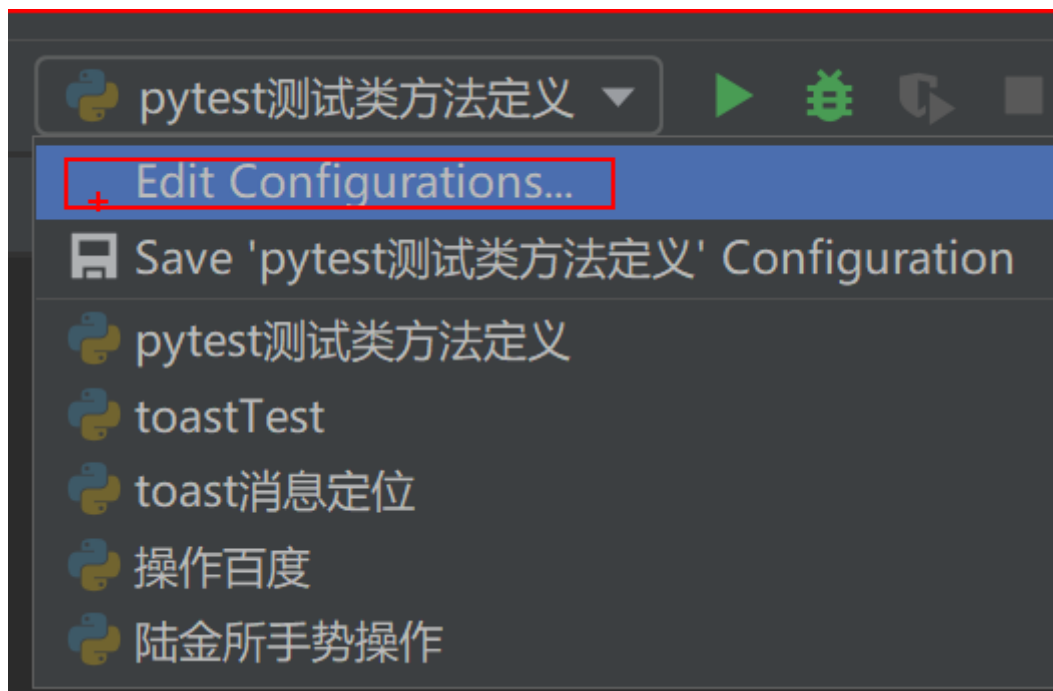 pytest测试类方法定义
Edit Configurations...
Save 'pytest测试类方法定义' Configuration
pytest测试类方法定义
toastTest
toast消息定位
操作百度
陆金所手势操作